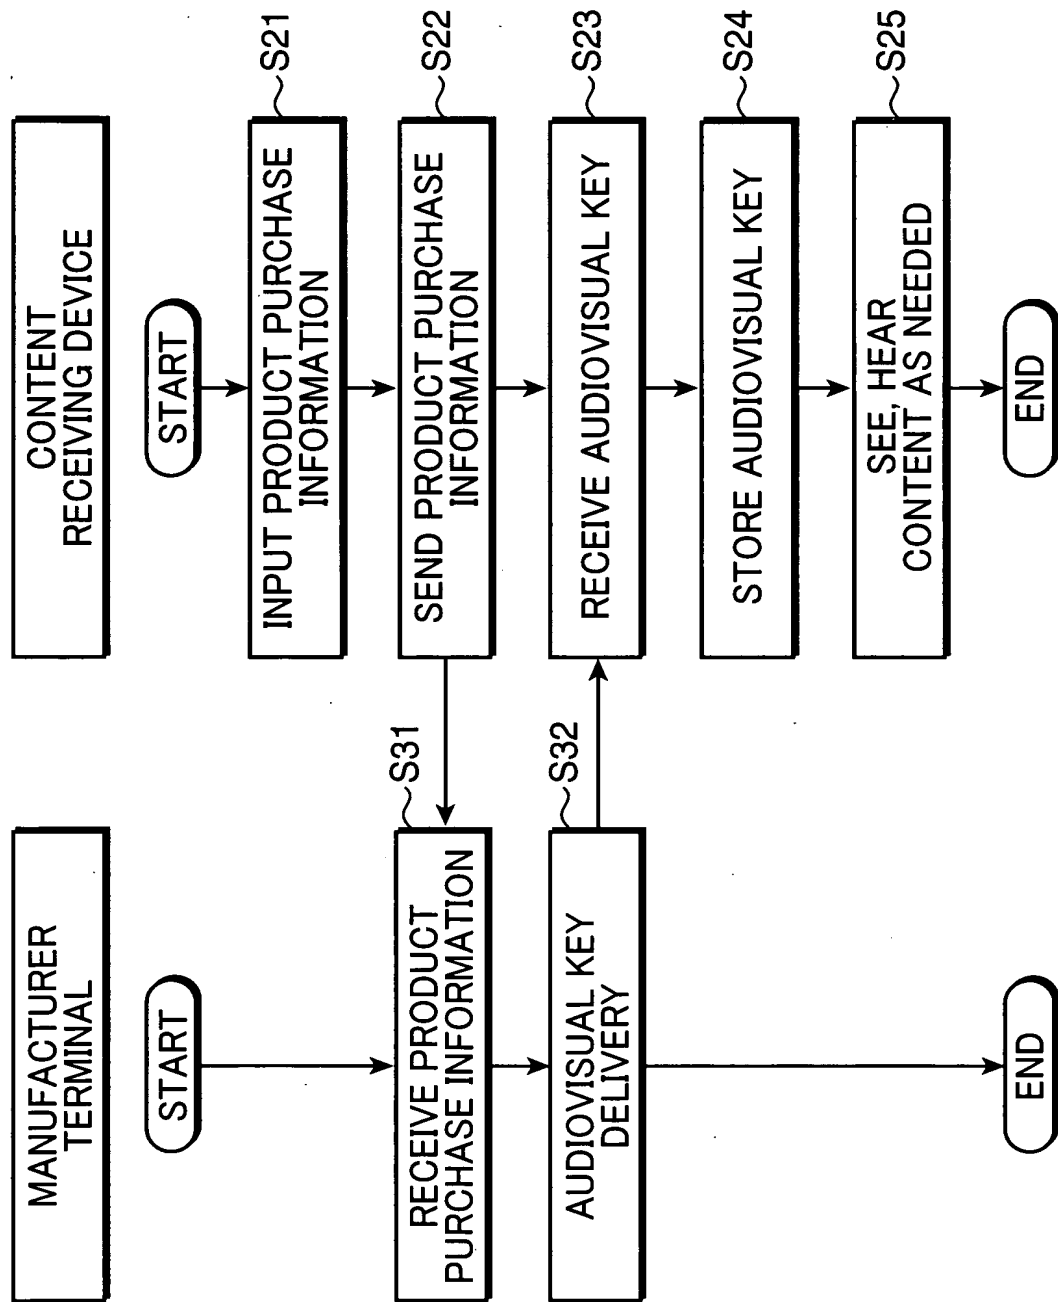 MANUFACTURER
TERMINAL
START
RECEIVE PRODUCT
PURCHASE INFORMATION
S31
AUDIOVISUAL KEY
DELIVERY
S32
END
CONTENT
RECEIVING DEVICE
START
INPUT PRODUCT PURCHASE
INFORMATION
S21
SEND PRODUCT PURCHASE
INFORMATION
S22
RECEIVE AUDIOVISUAL KEY
S23
STORE AUDIOVISUAL KEY
S24
SEE, HEAR
CONTENT AS NEEDED
S25
END